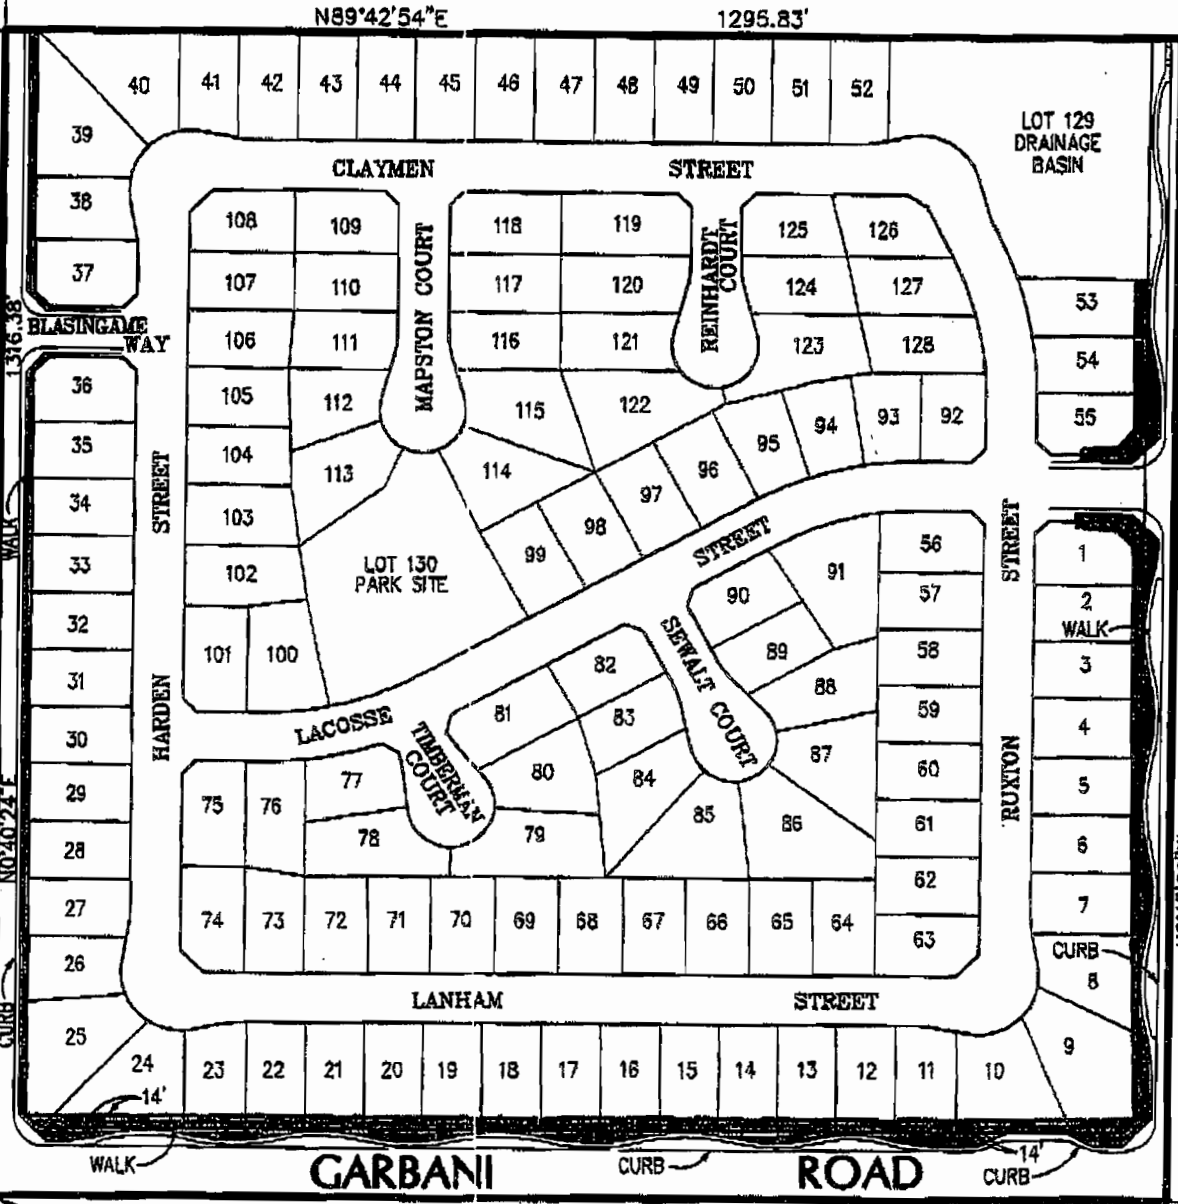 N89°42'54"E 1295.83'
40 41 42 43 44 45 46 47 48 49 50 51 52
39
LOT 129
DRAINAGE
BASIN
CLAYMEN STREET
38
108 109 118 119 125 126
37
107 110 117 120 124 127
53
MAPSTON COURT
REINHARDT
COURT
1316.38'
BLASINGAME
WAY
106 111 116 121 123 128
54
36
105 112 115 122 95 94 93 92
55
35
104 113 114 96
STREET
34
WALK
103 97
98
99
STREET
56
STREET
1
33
102
LOT 130
PARK SITE
91
57
2
WALK
90
32
101 100
SEWALT COURT
89
58
3
82
31
88
HARDEN
81 83
59
4
LACOSSE
TIMBERMAN
COURT
30
87
80 84
60
RUXTON
5
29
75 76 77
N0°40'24"E
28
78 79 85 86
61
6
62
27
74 73 72 71 70 69 68 67 66 65 64
7
63
CURB
26
8
CURB
LANHAM STREET
25
9
24 23 22 21 20 19 18 17 16 15 14 13 12 11 10
14'
WALK
CURB
14'
CURB
GARBANI ROAD